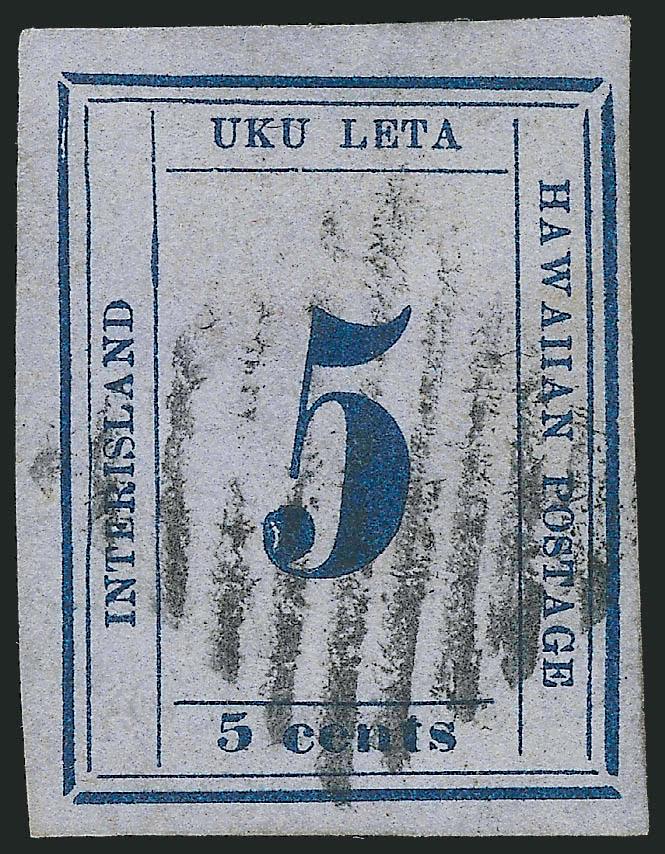 UKU LETA
INTERISLAND
5
HAWAIIAN POSTAGE
5 cents